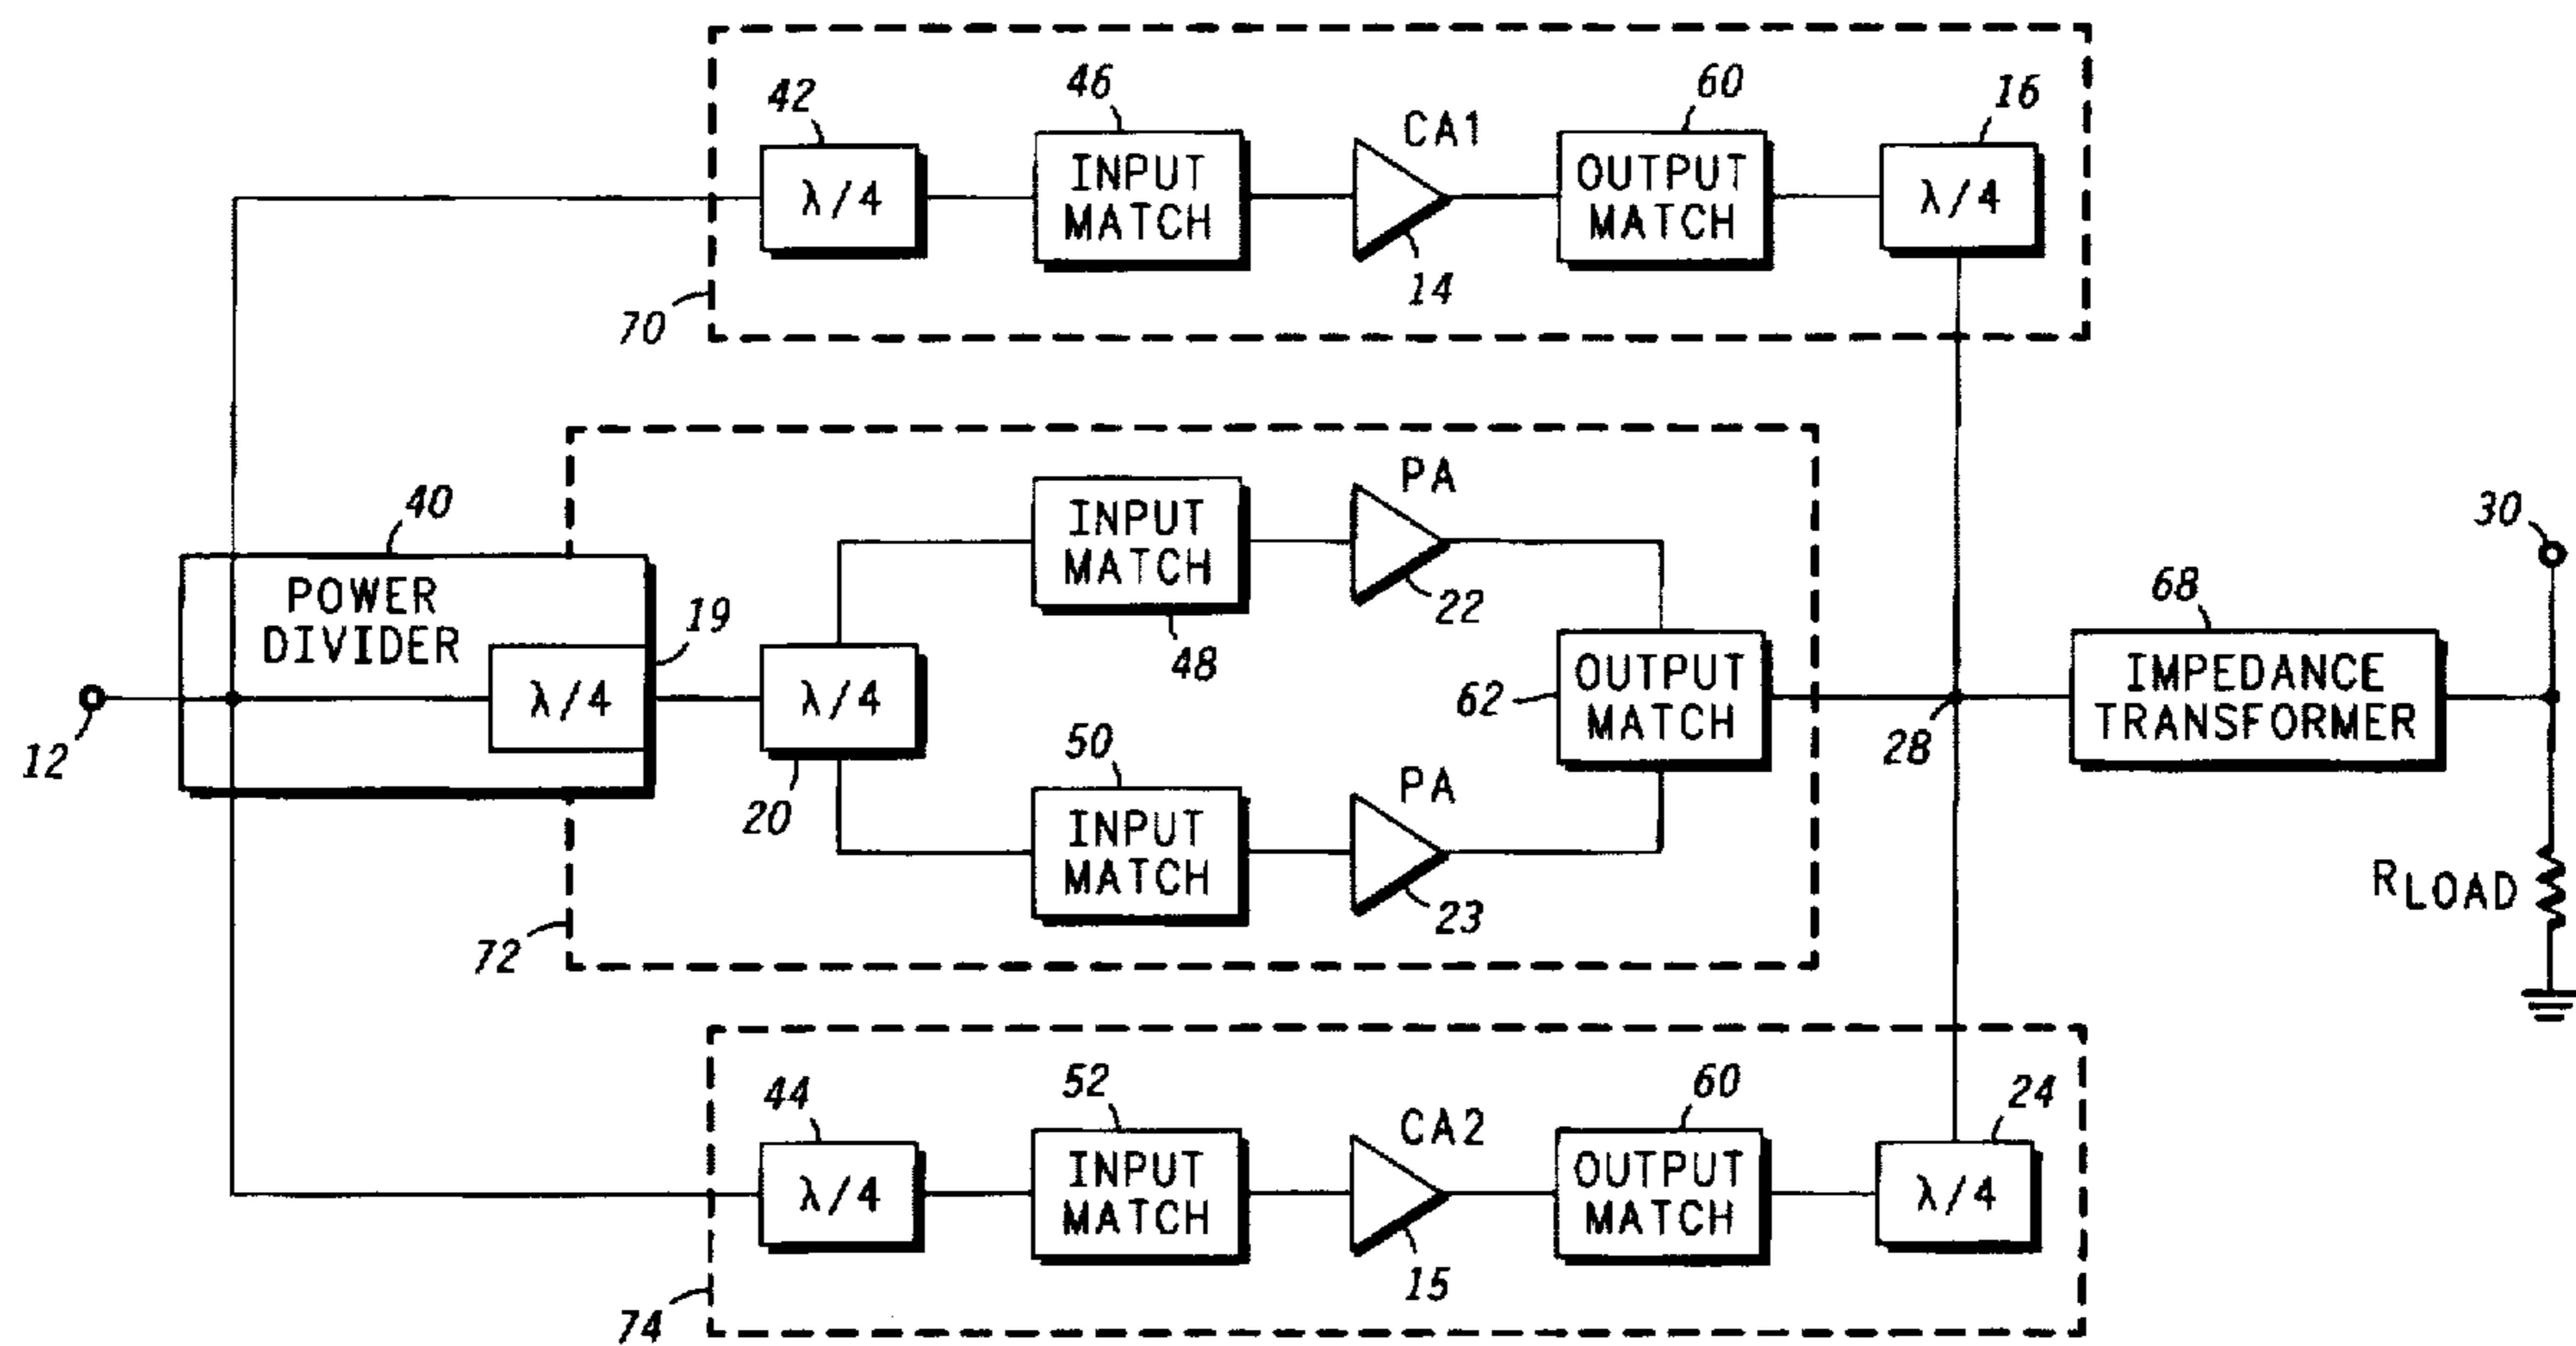 42
46
CA1
60
16
λ/4
INPUT
MATCH
OUTPUT
MATCH
λ/4
14
70
40
POWER
DIVIDER
19
λ/4
12
INPUT
MATCH
48
PA
22
λ/4
20
50
INPUT
MATCH
PA
23
62
OUTPUT
MATCH
72
28
68
IMPEDANCE
TRANSFORMER
30
RLOAD
44
52
CA2
60
24
λ/4
INPUT
MATCH
OUTPUT
MATCH
λ/4
15
74